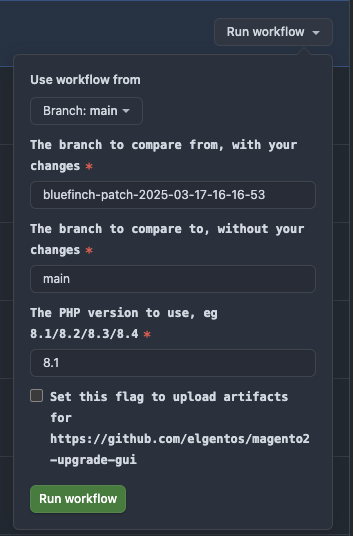 Run workflow
Use workflow from
Branch: main
The branch to compare from, with your
changes *
bluefinch-patch-2025-03-17-16-16-53
The branch to compare to, without your
changes *
main
The PHP version to use, eg
8.1/8.2/8.3/8.4 *
8.1
Set this flag to upload artifacts
for
https://github.com/elgentos/magento2
-upgrade-gui
Run workflow